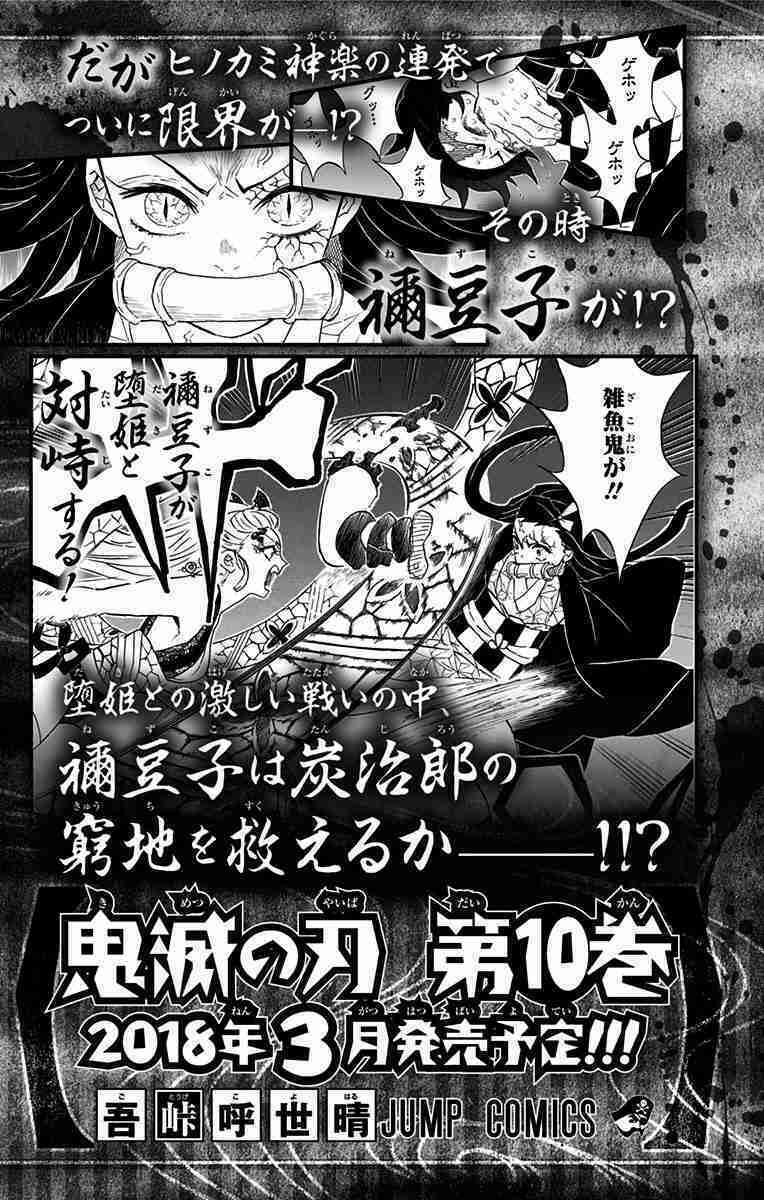 だがヒノカミ神楽の連発で
ついに限界が―!?
ゲホッ
グッ…
ゲホッ
ゲホッ
その時
禰豆子が!?
雑魚鬼が!!
禰豆子が
堕姫と
対峙する!
堕姫との激しい戦いの中、
禰豆子は炭治郎の
窮地を救えるか―!!?
鬼滅の刃 第10巻
2018年3月発売予定!!!
吾峠呼世晴 JUMP COMICS